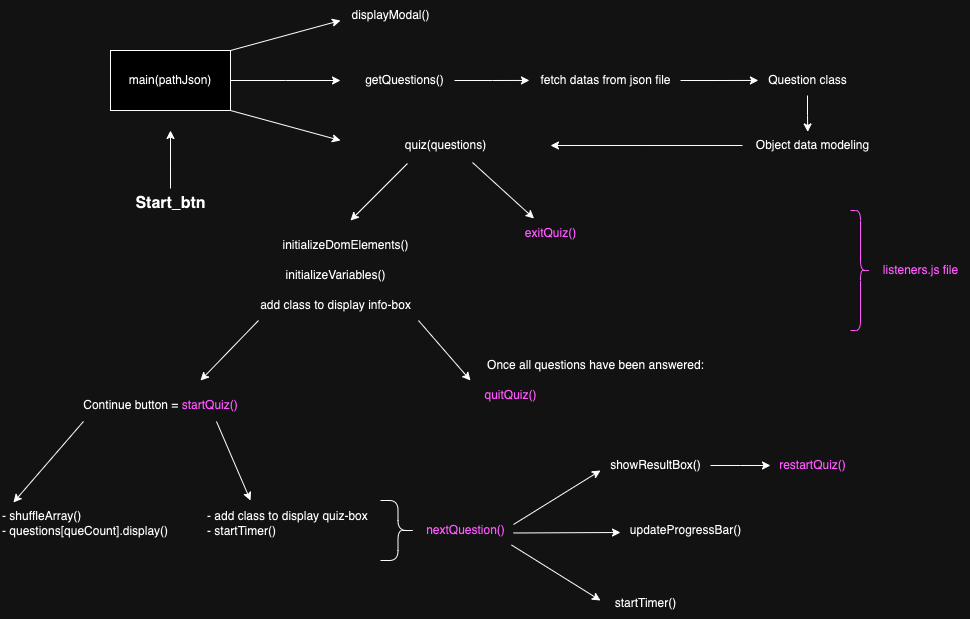 displayModal()
main(pathJson)
getQuestions()
fetch datas from json file
Question class
quiz(questions)
Object data modeling
Start_btn
exitQuiz()
initializeDomElements()
initializeVariables()
add class to display info-box
listeners.js file
Once all questions have been answered:
quitQuiz()
Continue button = startQuiz()
showResultBox()
restartQuiz()
- shuffleArray()
- questions[queCount].display()
- add class to display quiz-box
- startTimer()
nextQuestion()
updateProgressBar()
startTimer()